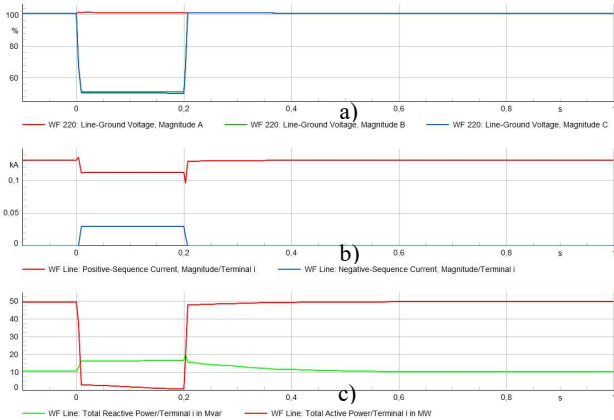 100
%
80
60
0
0,2
0,4
0,6
0,8
s
1
a)
WF 220: Line-Ground Voltage, Magnitude A
WF 220: Line-Ground Voltage, Magnitude B
WF 220: Line-Ground Voltage, Magnitude C
kA
0,1
0,05
0
0
0,2
0,4
0,6
0,8
s
1
b)
WF Line: Positive-Sequence Current, Magnitude/Terminal i
WF Line: Negative-Sequence Current, Magnitude/Terminal i
50
40
30
20
10
0
0
0,2
0,4
0,6
0,8
s
1
c)
WF Line: Total Reactive Power/Terminal i in Mvar
WF Line: Total Active Power/Terminal i in MW